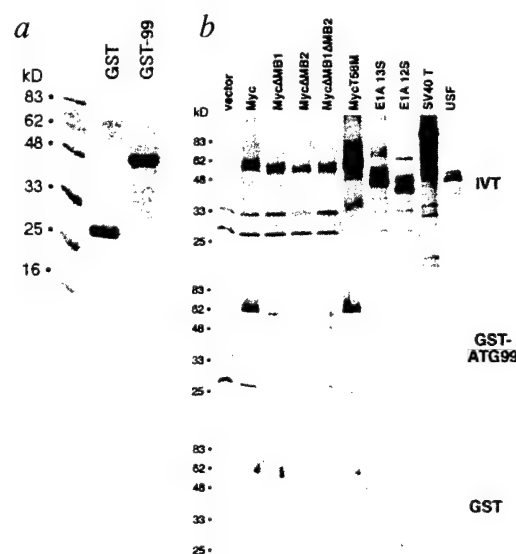 a
kD
GST
GST-99
83
62
48
33
25
16
b
kD
vector
Myc
MycΔMB1
MycΔMB2
MycΔMB1ΔMB2
MycT58M
E1A 13S
E1A 12S
SV40 T
USF
83
62
48
33
25
IVT
83
62
48
33
25
GST-
ATG99
83
62
48
33
25
GST